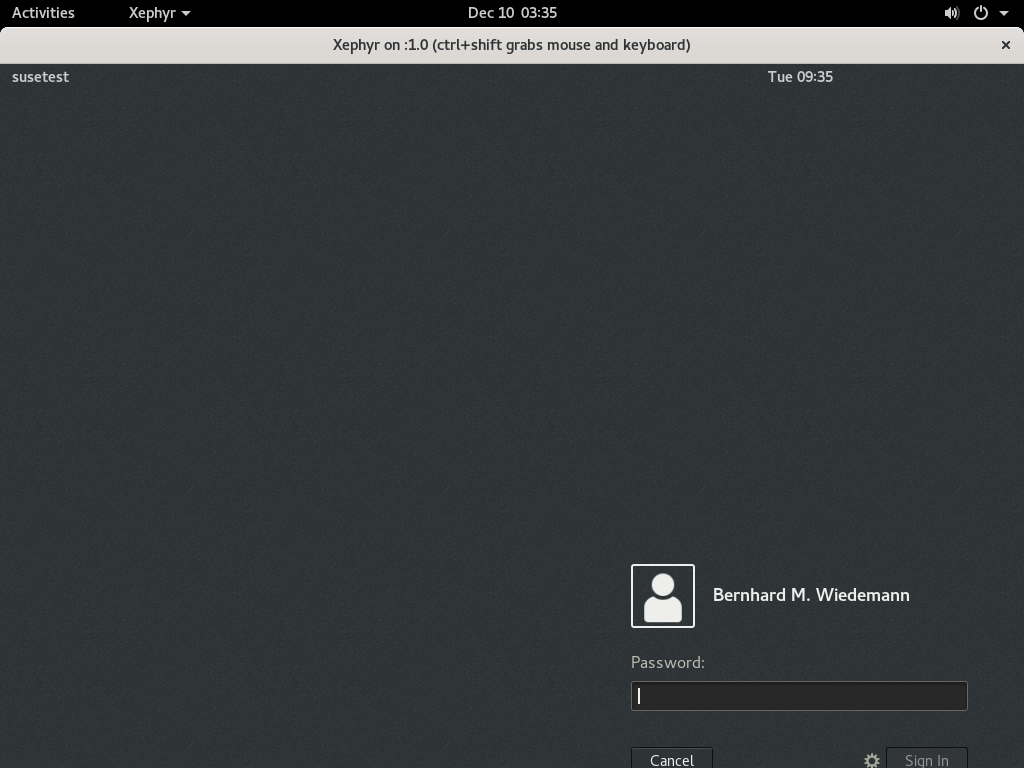 Activities Xephyr Dec 10 03:35
Xephyr on :1.0 (ctrl+shift grabs mouse and keyboard)
susetest Tue 09:35
Bernhard M. Wiedemann
Password:
Cancel Sign In